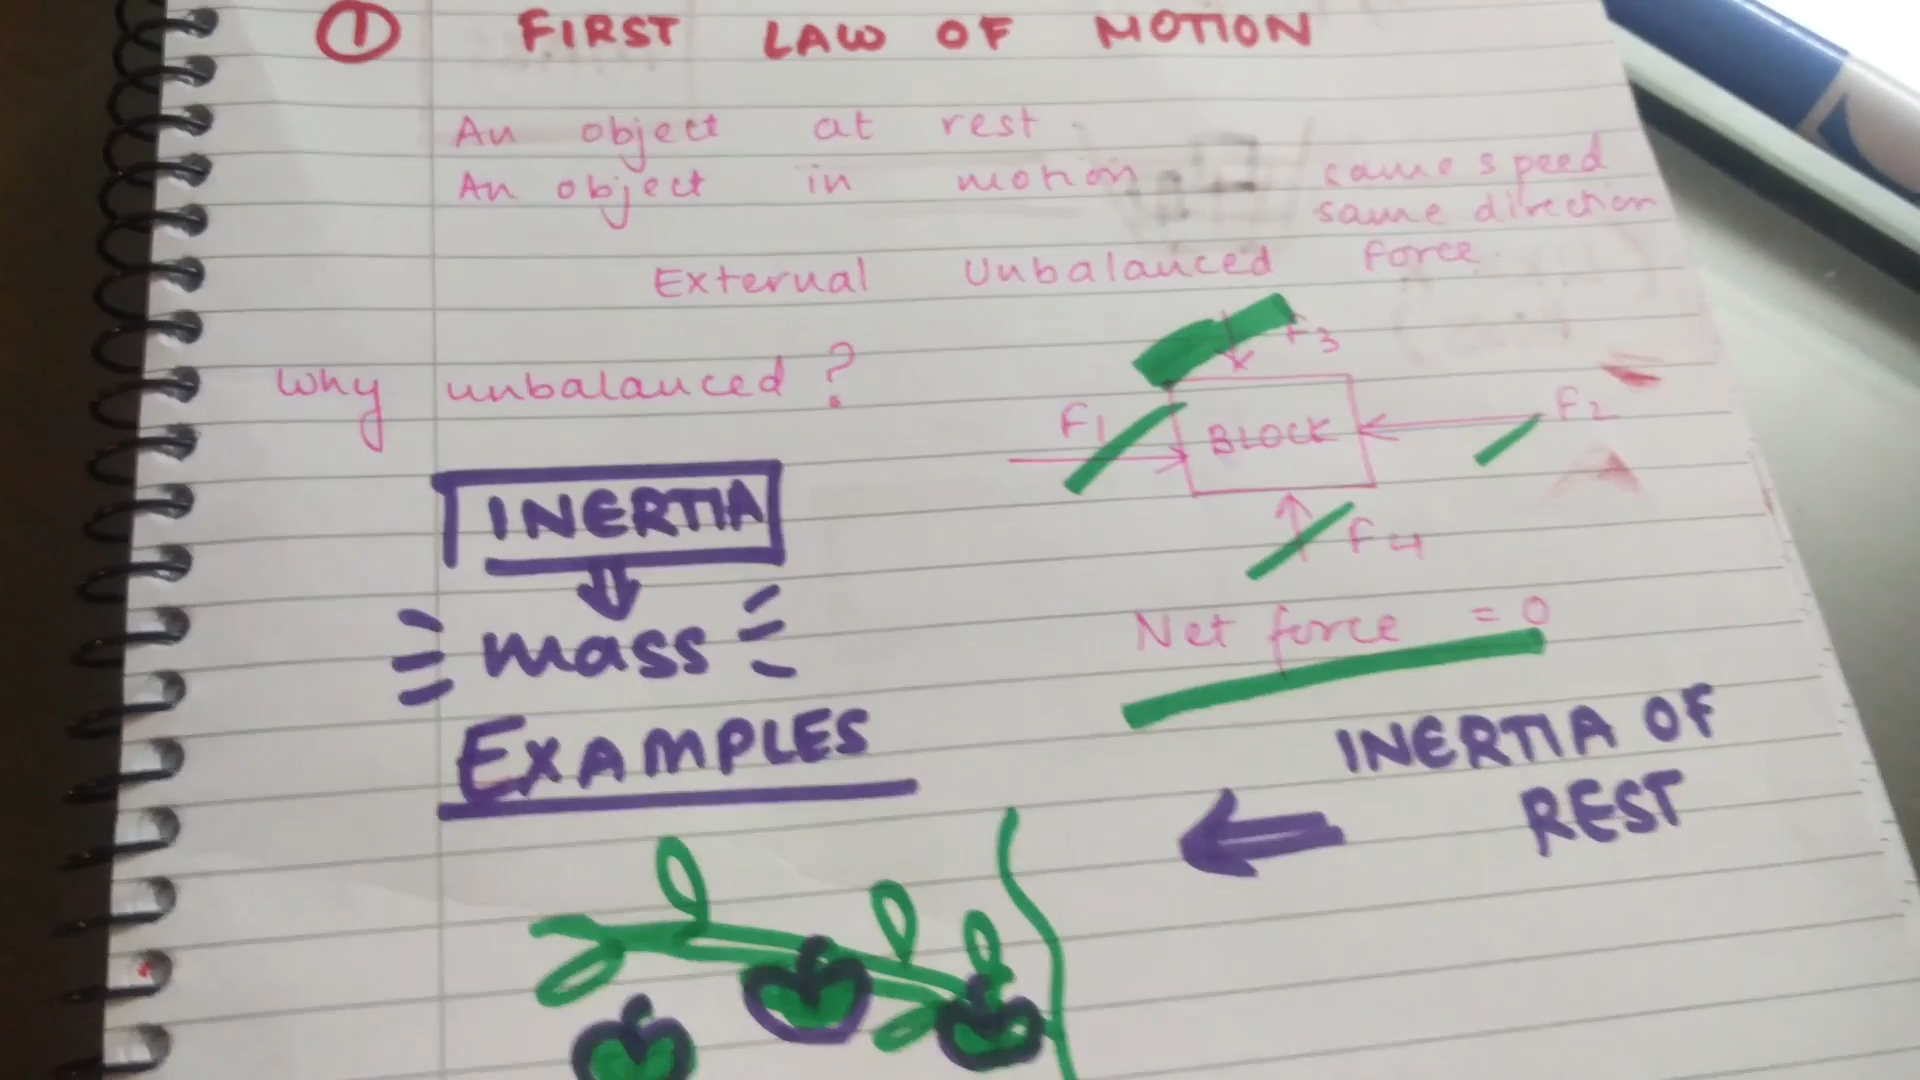 1 FIRST LAW OF MOTION
An object at rest
An object in motion same speed
same direction
External Unbalanced force.
Why unbalanced?
F3
F1
BLOCK
F2
F4
INERTIA
mass
Net force = 0
EXAMPLES
INERTIA OF
REST